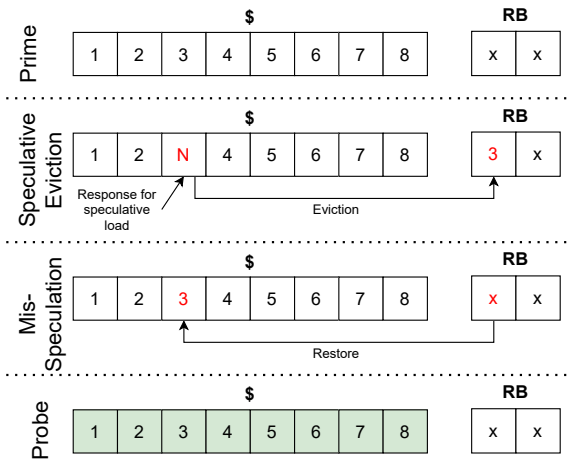 $ RB
Prime
1 2 3 4 5 6 7 8 x x
$ RB
Speculative
Eviction
1 2 N 4 5 6 7 8 3 x
Response for
speculative
load
Eviction
$ RB
Mis-
Speculation
1 2 3 4 5 6 7 8 x x
Restore
$ RB
Probe
1 2 3 4 5 6 7 8 x x